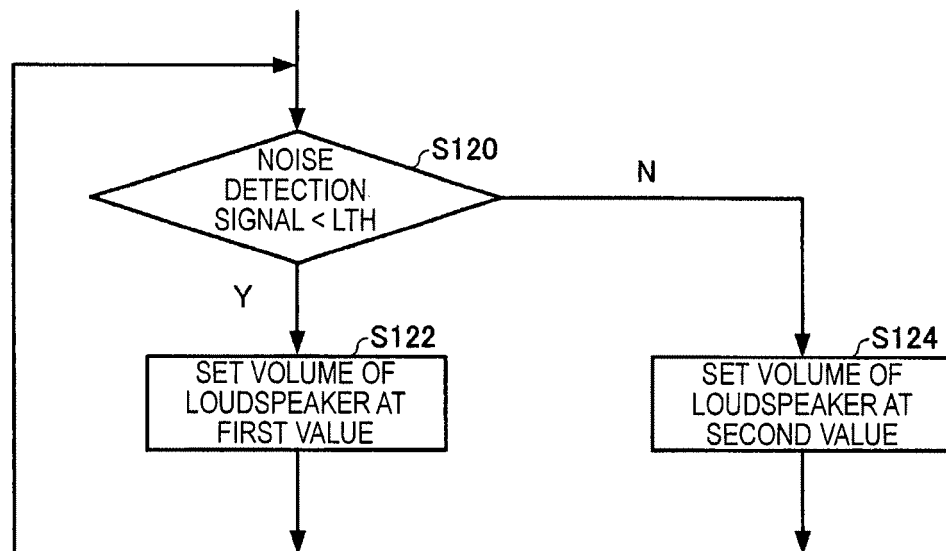 S120
NOISE
DETECTION
SIGNAL < LTH
N
Y
S122
SET VOLUME OF
LOUDSPEAKER AT
FIRST VALUE
S124
SET VOLUME OF
LOUDSPEAKER AT
SECOND VALUE